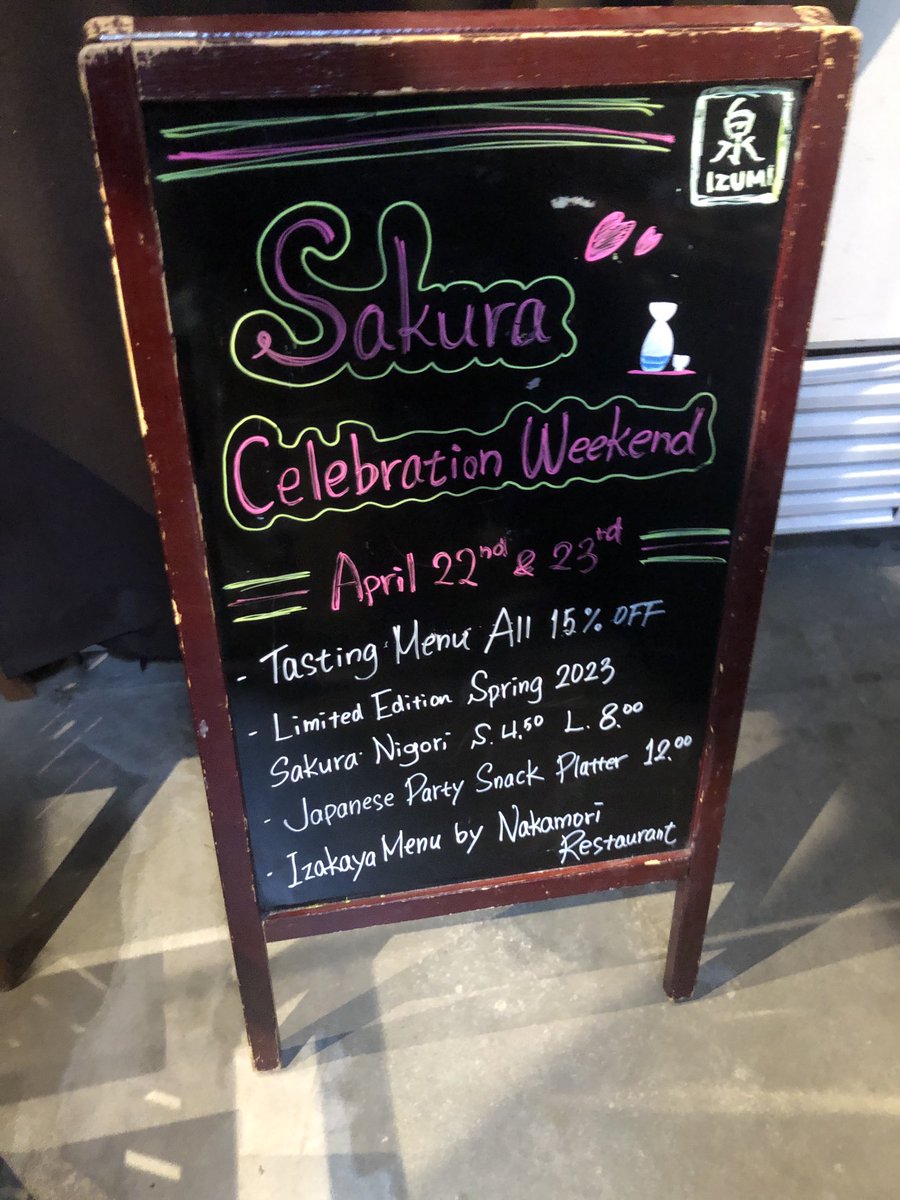 泉
IZUMI
Sakura
Celebration Weekend
April 22nd & 23rd
- Tasting Menu All 15% OFF
- Limited Edition Spring 2023
Sakura Nigori S. 4.50 L. 8.00
- Japanese Party Snack Platter 12.00
- Izakaya Menu by Nakamori
Restaurant